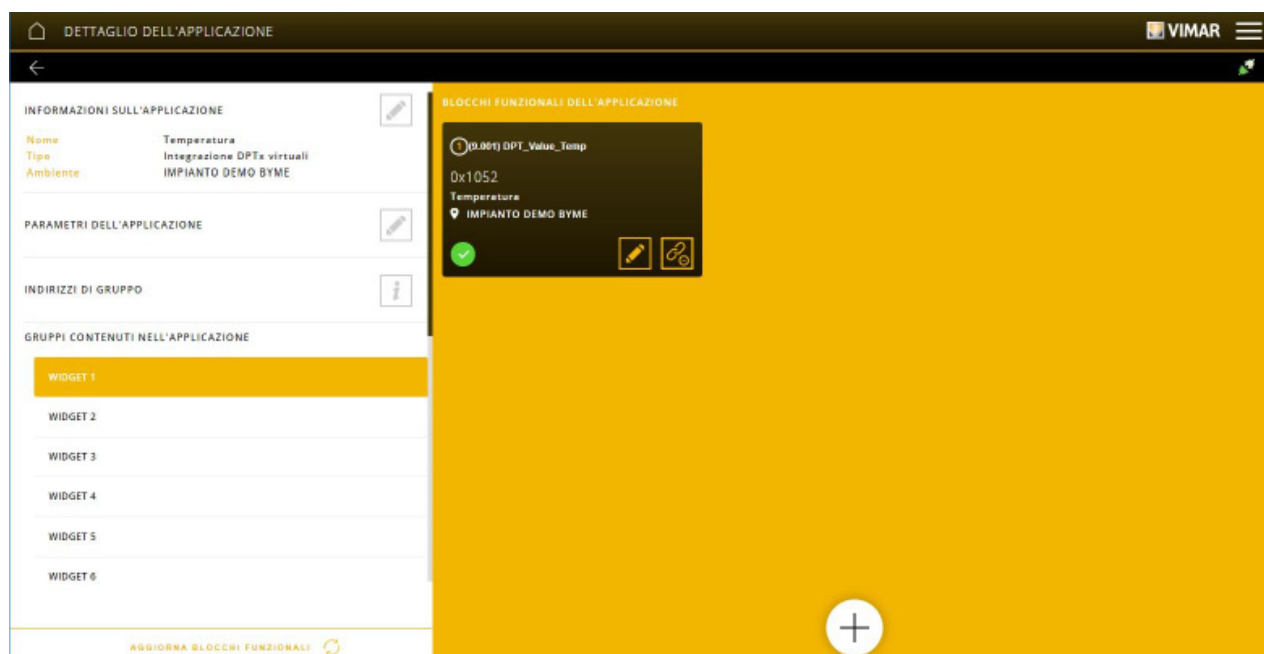 DETTAGLIO DELL'APPLICAZIONE
VIMAR
INFORMAZIONI SULL'APPLICAZIONE
Nome Temperatura
Tipo Integrazione DPTx virtuali
Ambiente IMPIANTO DEMO BYME
PARAMETRI DELL'APPLICAZIONE
INDIRIZZI DI GRUPPO
GRUPPI CONTENUTI NELL'APPLICAZIONE
WIDGET 1
WIDGET 2
WIDGET 3
WIDGET 4
WIDGET 5
WIDGET 6
AGGIORNA BLOCCHI FUNZIONALI
BLOCCHI FUNZIONALI DELL'APPLICAZIONE
1 (9.001) DPT_Value_Temp
0x1052
Temperatura
IMPIANTO DEMO BYME